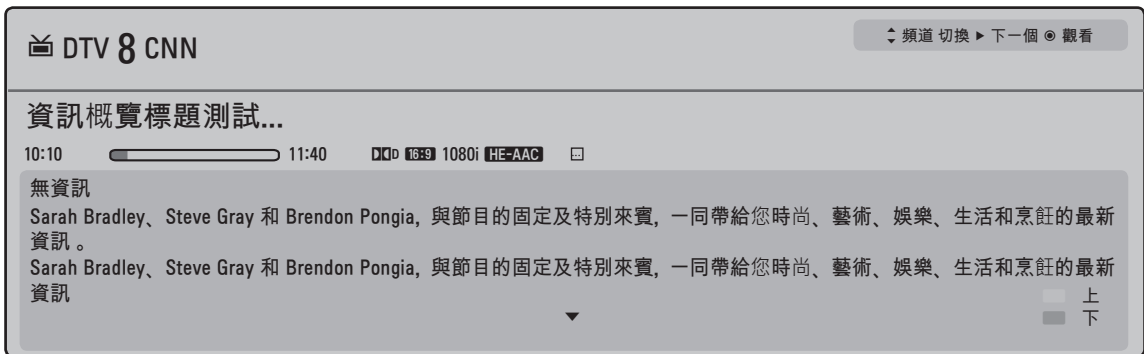 DTV 8 CNN
頻道 切換 ▶ 下一個 ◉ 觀看
資訊概覽標題測試...
10:10 11:40 DD 16:9 1080i HE-AAC
無資訊
Sarah Bradley、Steve Gray 和 Brendon Pongia, 與節目的固定及特別來賓, 一同帶給您時尚、藝術、娛樂、生活和烹飪的最新
資訊。
Sarah Bradley、Steve Gray 和 Brendon Pongia, 與節目的固定及特別來賓, 一同帶給您時尚、藝術、娛樂、生活和烹飪的最新
資訊
上
下